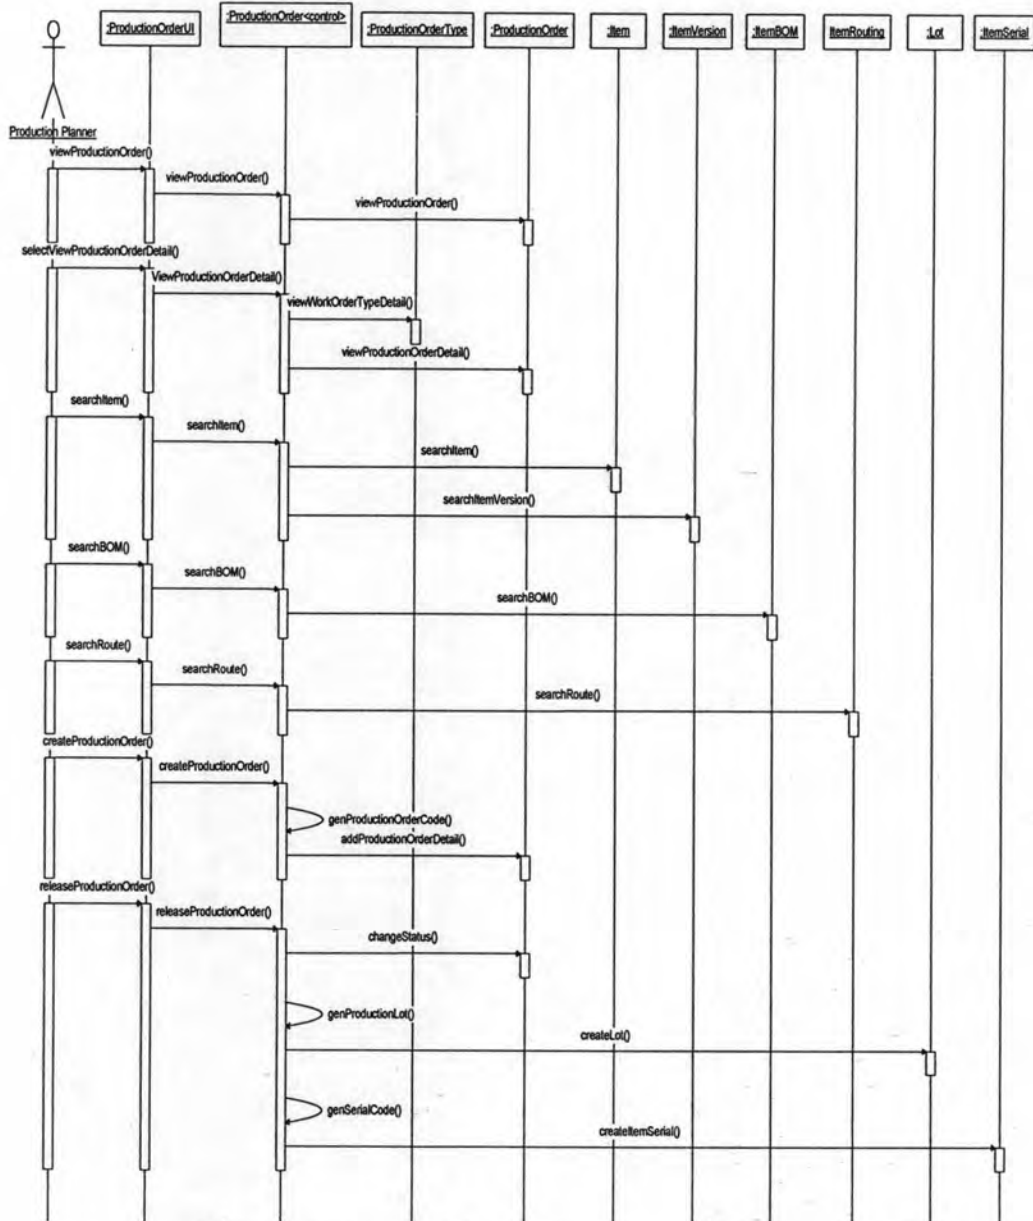 :ProductionOrderUI
:ProductionOrder<control>
:ProductionOrderType
:ProductionOrder
:Item
:ItemVersion
:ItemBOM
ItemRouting
:Lot
:ItemSerial
Production Planner
viewProductionOrder()
viewProductionOrder()
viewProductionOrder()
selectViewProductionOrderDetail()
ViewProductionOrderDetail()
viewWorkOrderTypeDetail()
viewProductionOrderDetail()
searchItem()
searchItem()
searchItem()
searchItemVersion()
searchBOM()
searchBOM()
searchBOM()
searchRoute()
searchRoute()
searchRoute()
createProductionOrder()
createProductionOrder()
genProductionOrderCode()
addProductionOrderDetail()
releaseProductionOrder()
releaseProductionOrder()
changeStatus()
genProductionLot()
createLot()
genSerialCode()
createItemSerial()